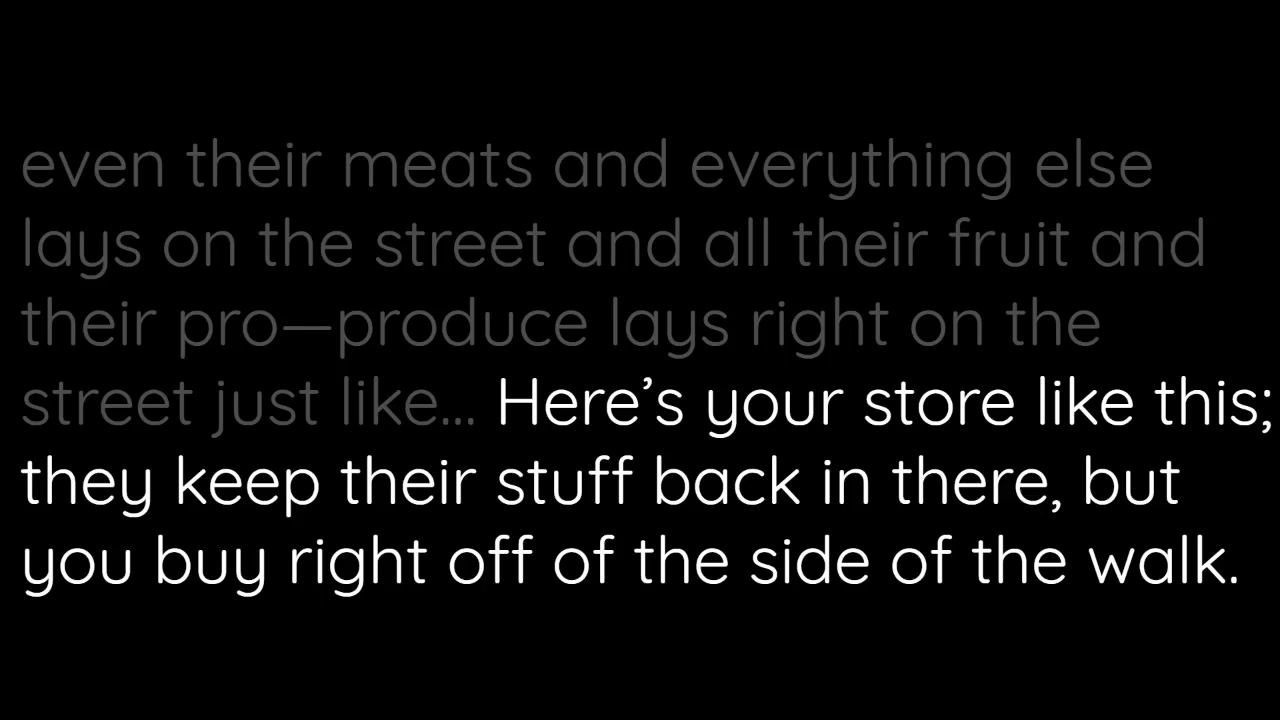 even their meats and everything else
lays on the street and all their fruit and
their pro—produce lays right on the
street just like... Here’s your store like this;
they keep their stuff back in there, but
you buy right off of the side of the walk.